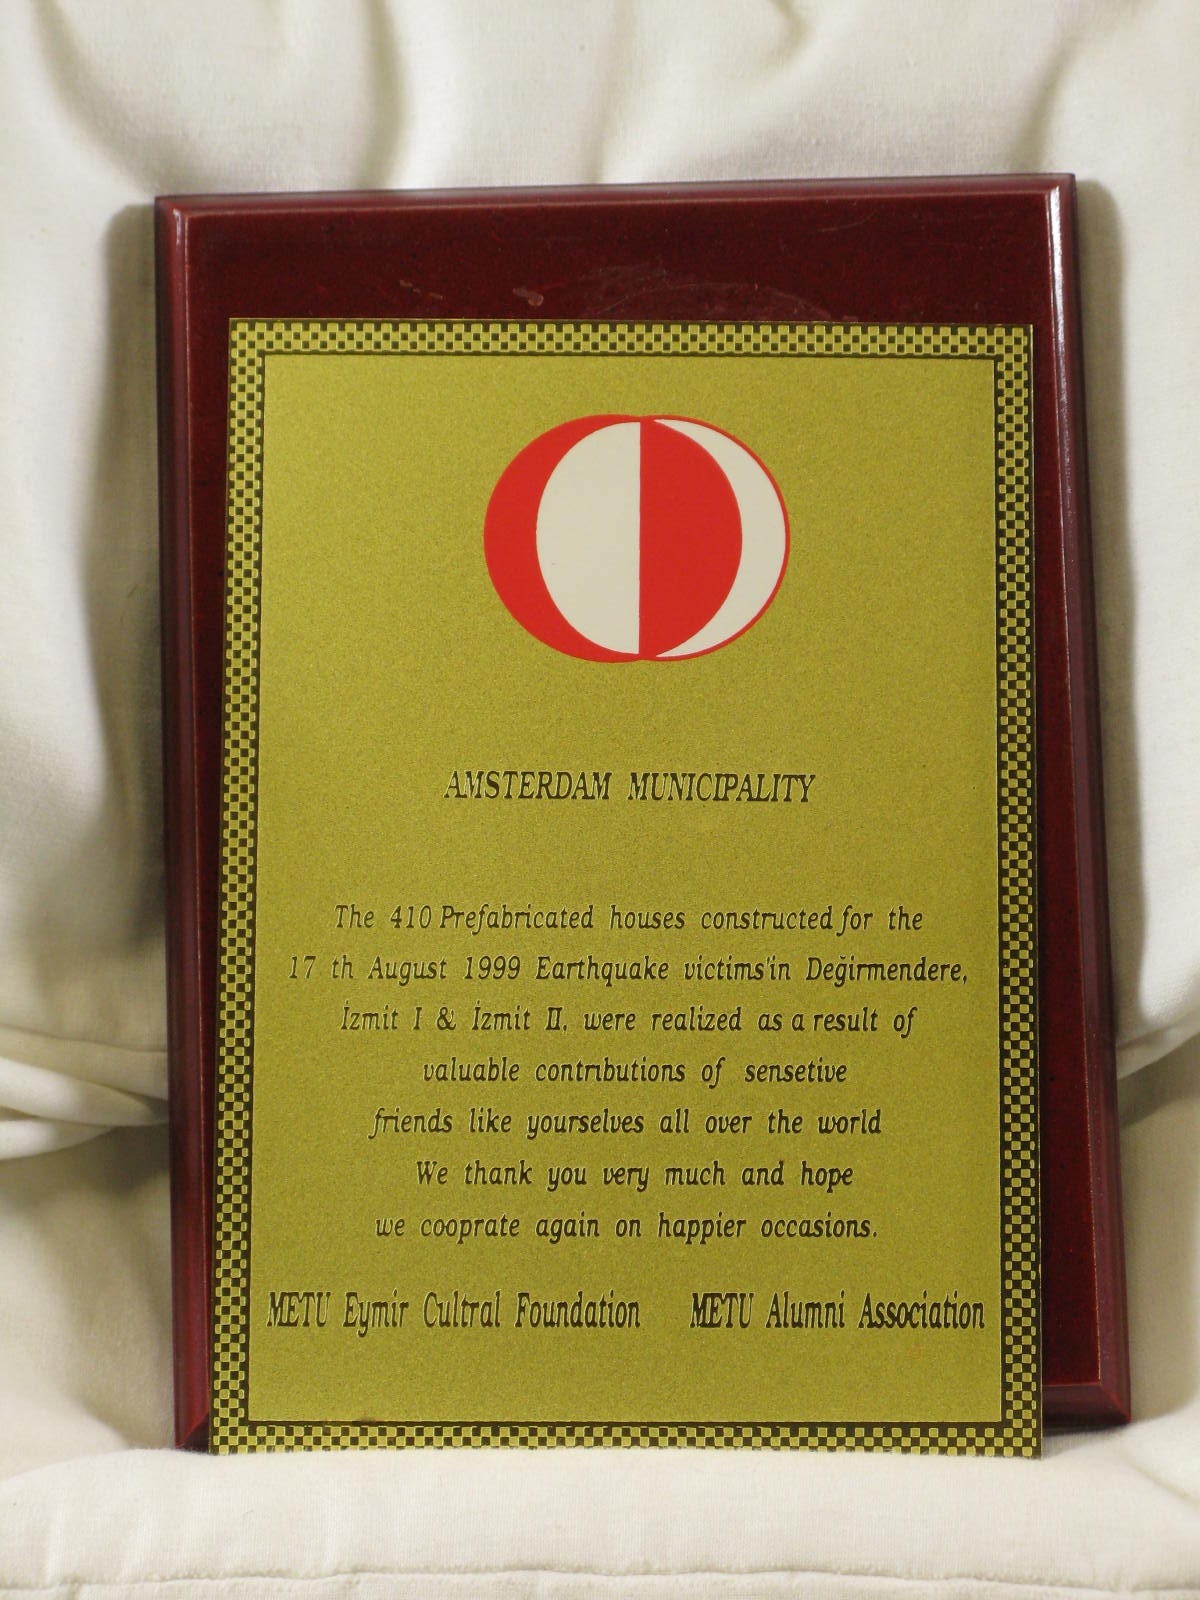 AMSTERDAM MUNICIPALITY
The 410 Prefabricated houses constructed for the
17 th August 1999 Earthquake victims'in Değirmendere,
İzmit I & İzmit II, were realized as a result of
valuable contributions of sensetive
friends like yourselves all over the world
We thank you very much and hope
we cooprate again on happier occasions.
METU Eymir Cultral Foundation METU Alumni Association